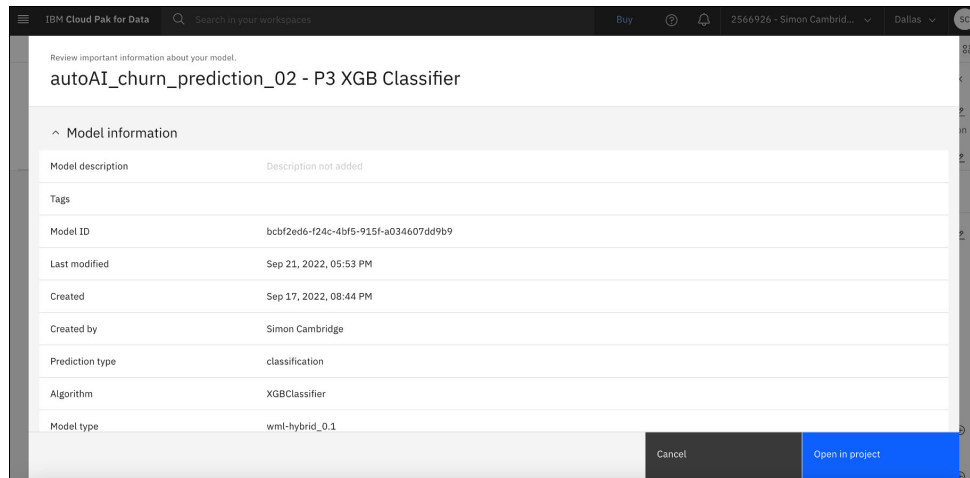 IBM Cloud Pak for Data
Search in your workspaces
Buy
2566926 - Simon Cambrid...
Dallas
SC
Review important information about your model.
autoAI_churn_prediction_02 - P3 XGB Classifier
Model information
Model description Description not added
Tags
Model ID bcbf2ed6-f24c-4bf5-915f-a034607dd9b9
Last modified Sep 21, 2022, 05:53 PM
Created Sep 17, 2022, 08:44 PM
Created by Simon Cambridge
Prediction type classification
Algorithm XGBClassifier
Model type wml-hybrid_0.1
Cancel
Open in project